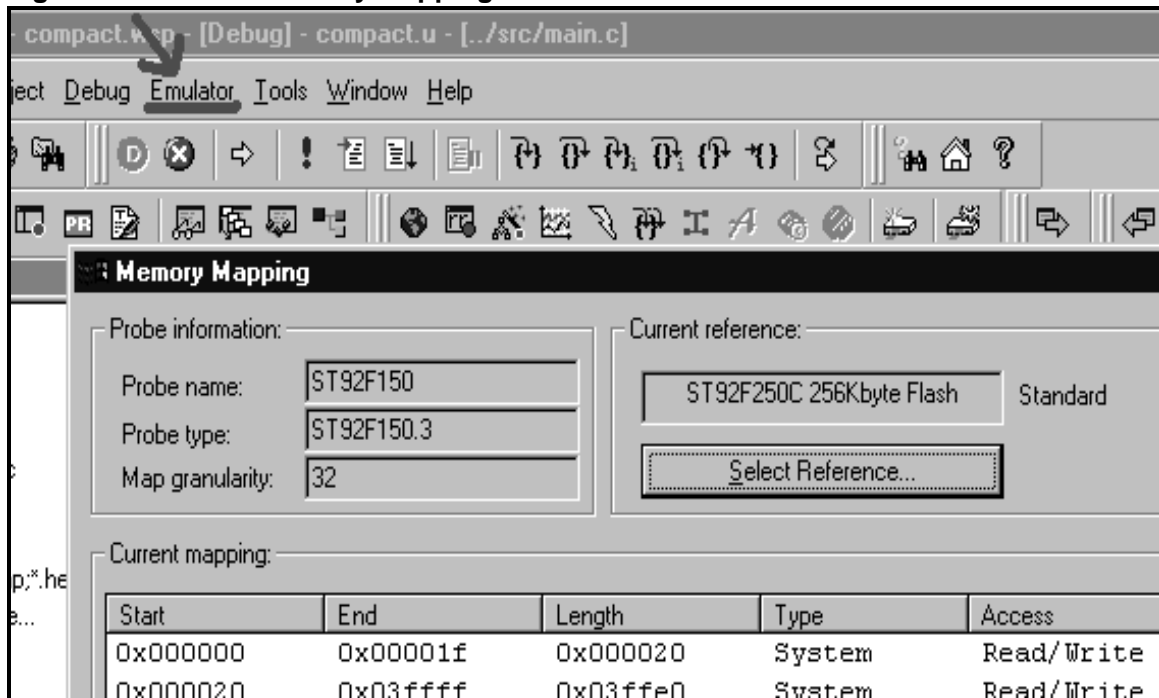 compact.wsp - [Debug] - compact.u - [../src/main.c]
ject Debug Emulator Tools Window Help
Memory Mapping
Probe information:
Probe name: ST92F150
Probe type: ST92F150.3
Map granularity: 32
Current reference:
ST92F250C 256Kbyte Flash Standard
Select Reference...
Current mapping:
p;*.he
e...
Start End Length Type Access
0x000000 0x00001f 0x000020 System Read/Write
0x000020 0x03ffff 0x03ffe0 System Read/Write